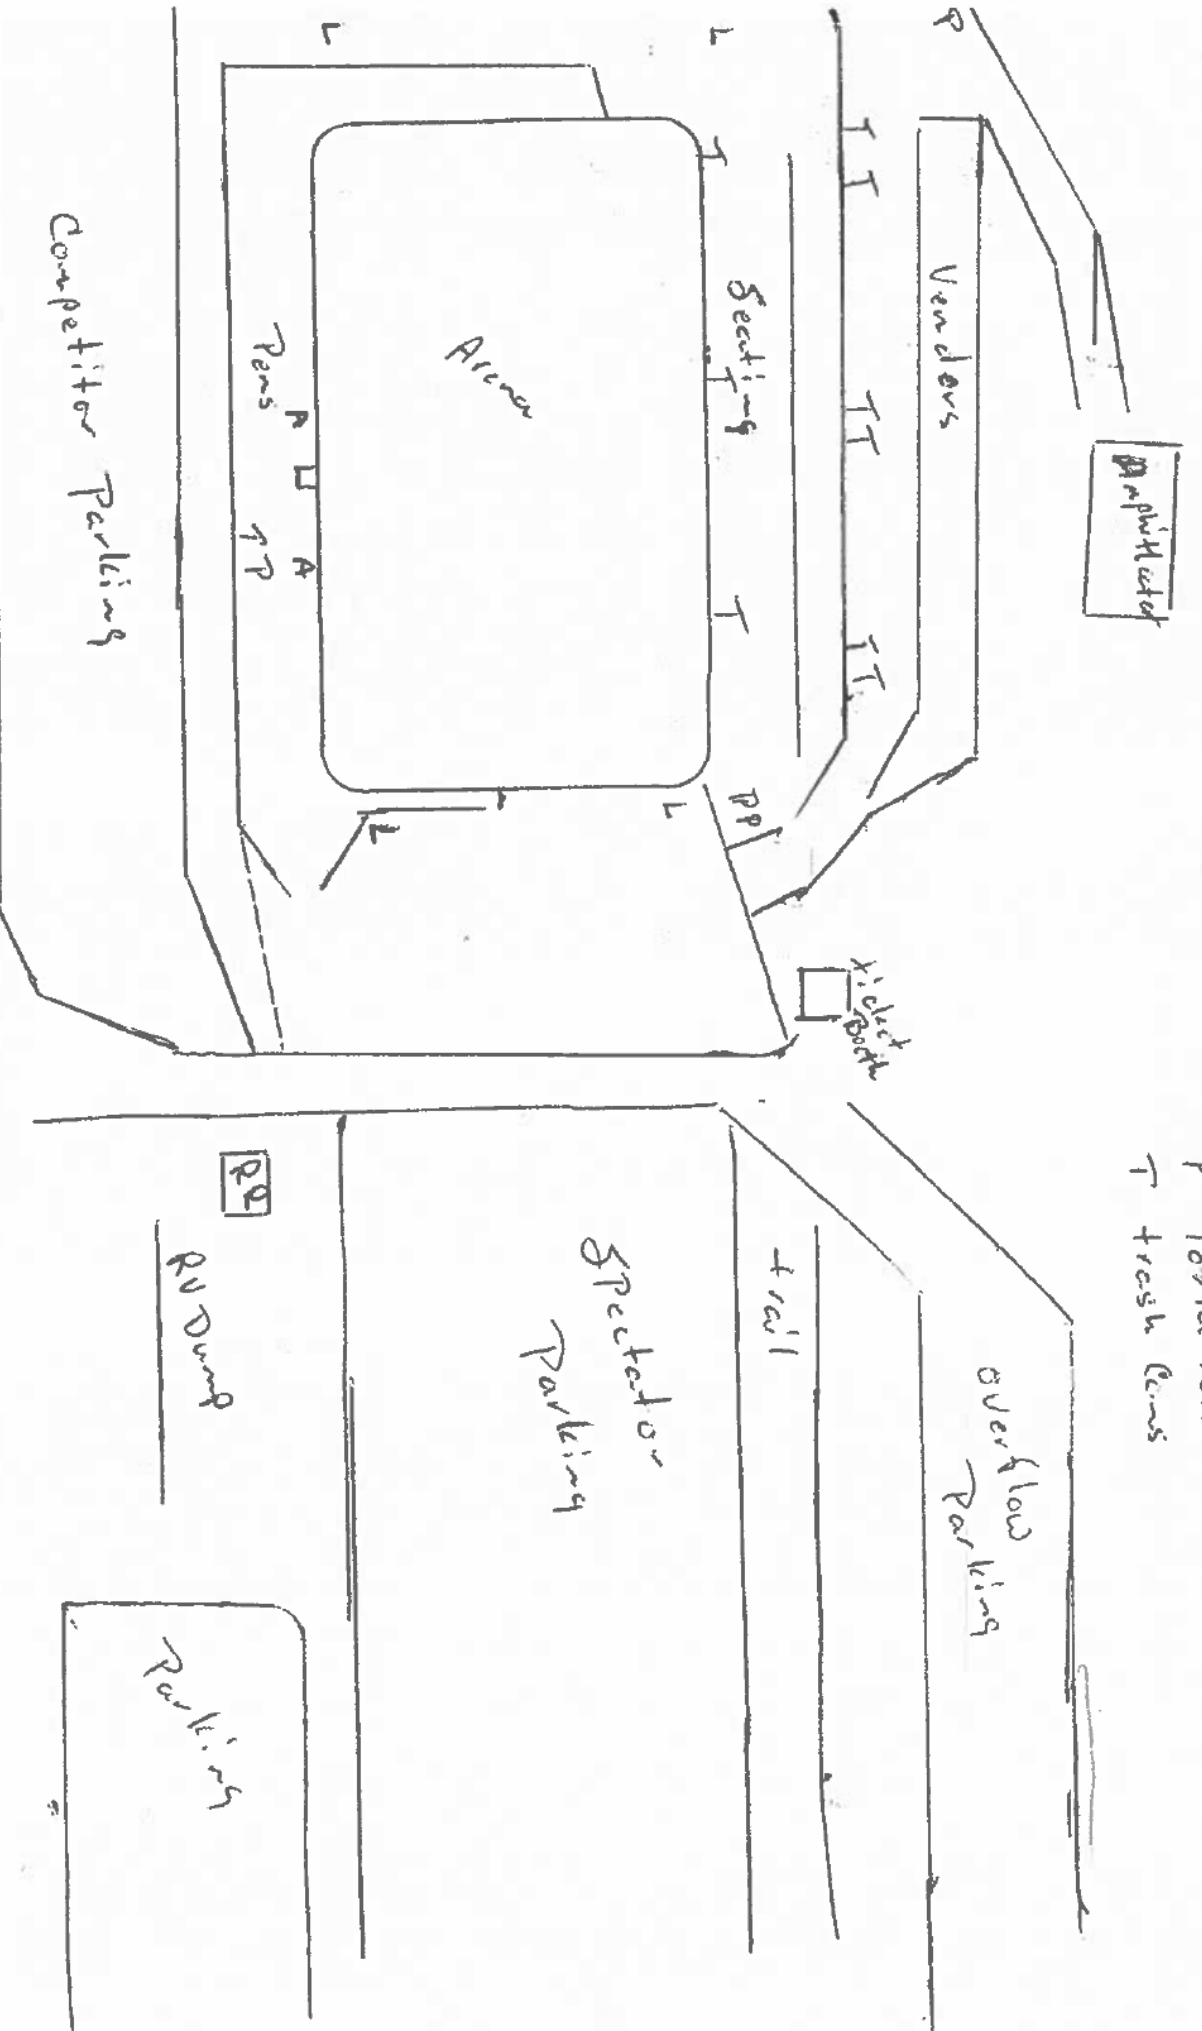 P
T trash Cans
Amphitheater
P
Venders
T T
T T
T T
L
L
T
Seating
T
T
PP
L
Arena
A
A
Pens
↑P
L
Competitor Parking
ticket
Booth
overflow
Parking
trail
Spectator
Parking
RR
RV Dump
Parking